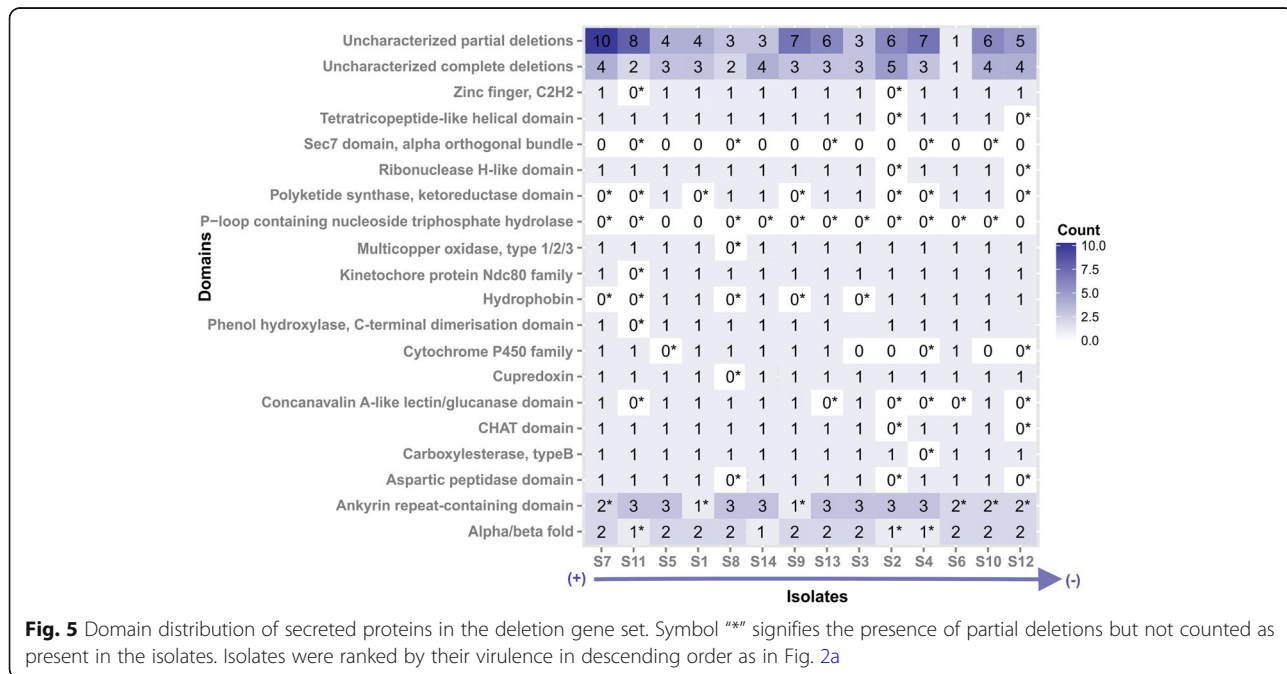 Uncharacterized partial deletions 10 8 4 4 3 3 7 6 3 6 7 1 6 5
Uncharacterized complete deletions 4 2 3 3 2 4 3 3 3 5 3 1 4 4
Zinc finger, C2H2 1 0* 1 1 1 1 1 1 1 0* 1 1 1 1
Tetratricopeptide-like helical domain 1 1 1 1 1 1 1 1 1 0* 1 1 1 0*
Sec7 domain, alpha orthogonal bundle 0 0* 0 0 0* 0 0 0* 0 0 0* 0 0* 0
Ribonuclease H-like domain 1 1 1 1 1 1 1 1 1 0* 1 1 1 0*
Polyketide synthase, ketoreductase domain 0* 0* 1 0* 1 1 0* 1 1 0* 0* 1 1 0*
P-loop containing nucleoside triphosphate hydrolase 0* 0* 0 0 0* 0* 0* 0* 0* 0* 0* 0* 0* 0
Multicopper oxidase, type 1/2/3 1 1 1 1 0* 1 1 1 1 1 1 1 1 1
Kinetochore protein Ndc80 family 1 0* 1 1 1 1 1 1 1 1 1 1 1 1
Hydrophobin 0* 0* 1 1 0* 1 0* 1 0* 1 1 1 1 1
Phenol hydroxylase, C-terminal dimerisation domain 1 0* 1 1 1 1 1 1 1 1 1 1
Cytochrome P450 family 1 1 0* 1 1 1 1 1 0 0 0* 1 0 0*
Cupredoxin 1 1 1 1 0* 1 1 1 1 1 1 1 1 1
Concanavalin A-like lectin/glucanase domain 1 0* 1 1 1 1 1 0* 1 0* 0* 0* 1 0*
CHAT domain 1 1 1 1 1 1 1 1 1 0* 1 1 1 0*
Carboxylesterase, typeB 1 1 1 1 1 1 1 1 1 1 0* 1 1 1
Aspartic peptidase domain 1 1 1 1 0* 1 1 1 1 0* 1 1 1 0*
Ankyrin repeat-containing domain 2* 3 3 1* 3 3 1* 3 3 3 3 2* 2* 2*
Alpha/beta fold 2 1* 2 2 2 1 2 2 2 1* 1* 2 2 2
S7 S11 S5 S1 S8 S14 S9 S13 S3 S2 S4 S6 S10 S12
(+) (-)
Isolates
Domains
Count
10.0
7.5
5.0
2.5
0.0
Fig. 5 Domain distribution of secreted proteins in the deletion gene set. Symbol “*” signifies the presence of partial deletions but not counted as
present in the isolates. Isolates were ranked by their virulence in descending order as in Fig. 2a